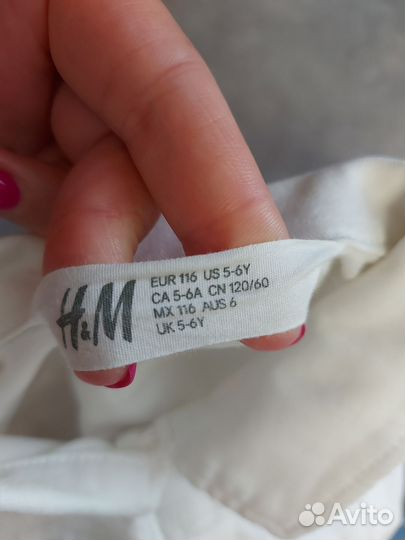 H&M
EUR 116 US 5-6Y
CA 5-6A CN 120/60
MX 116 AUS 6
UK 5-6Y
Avito